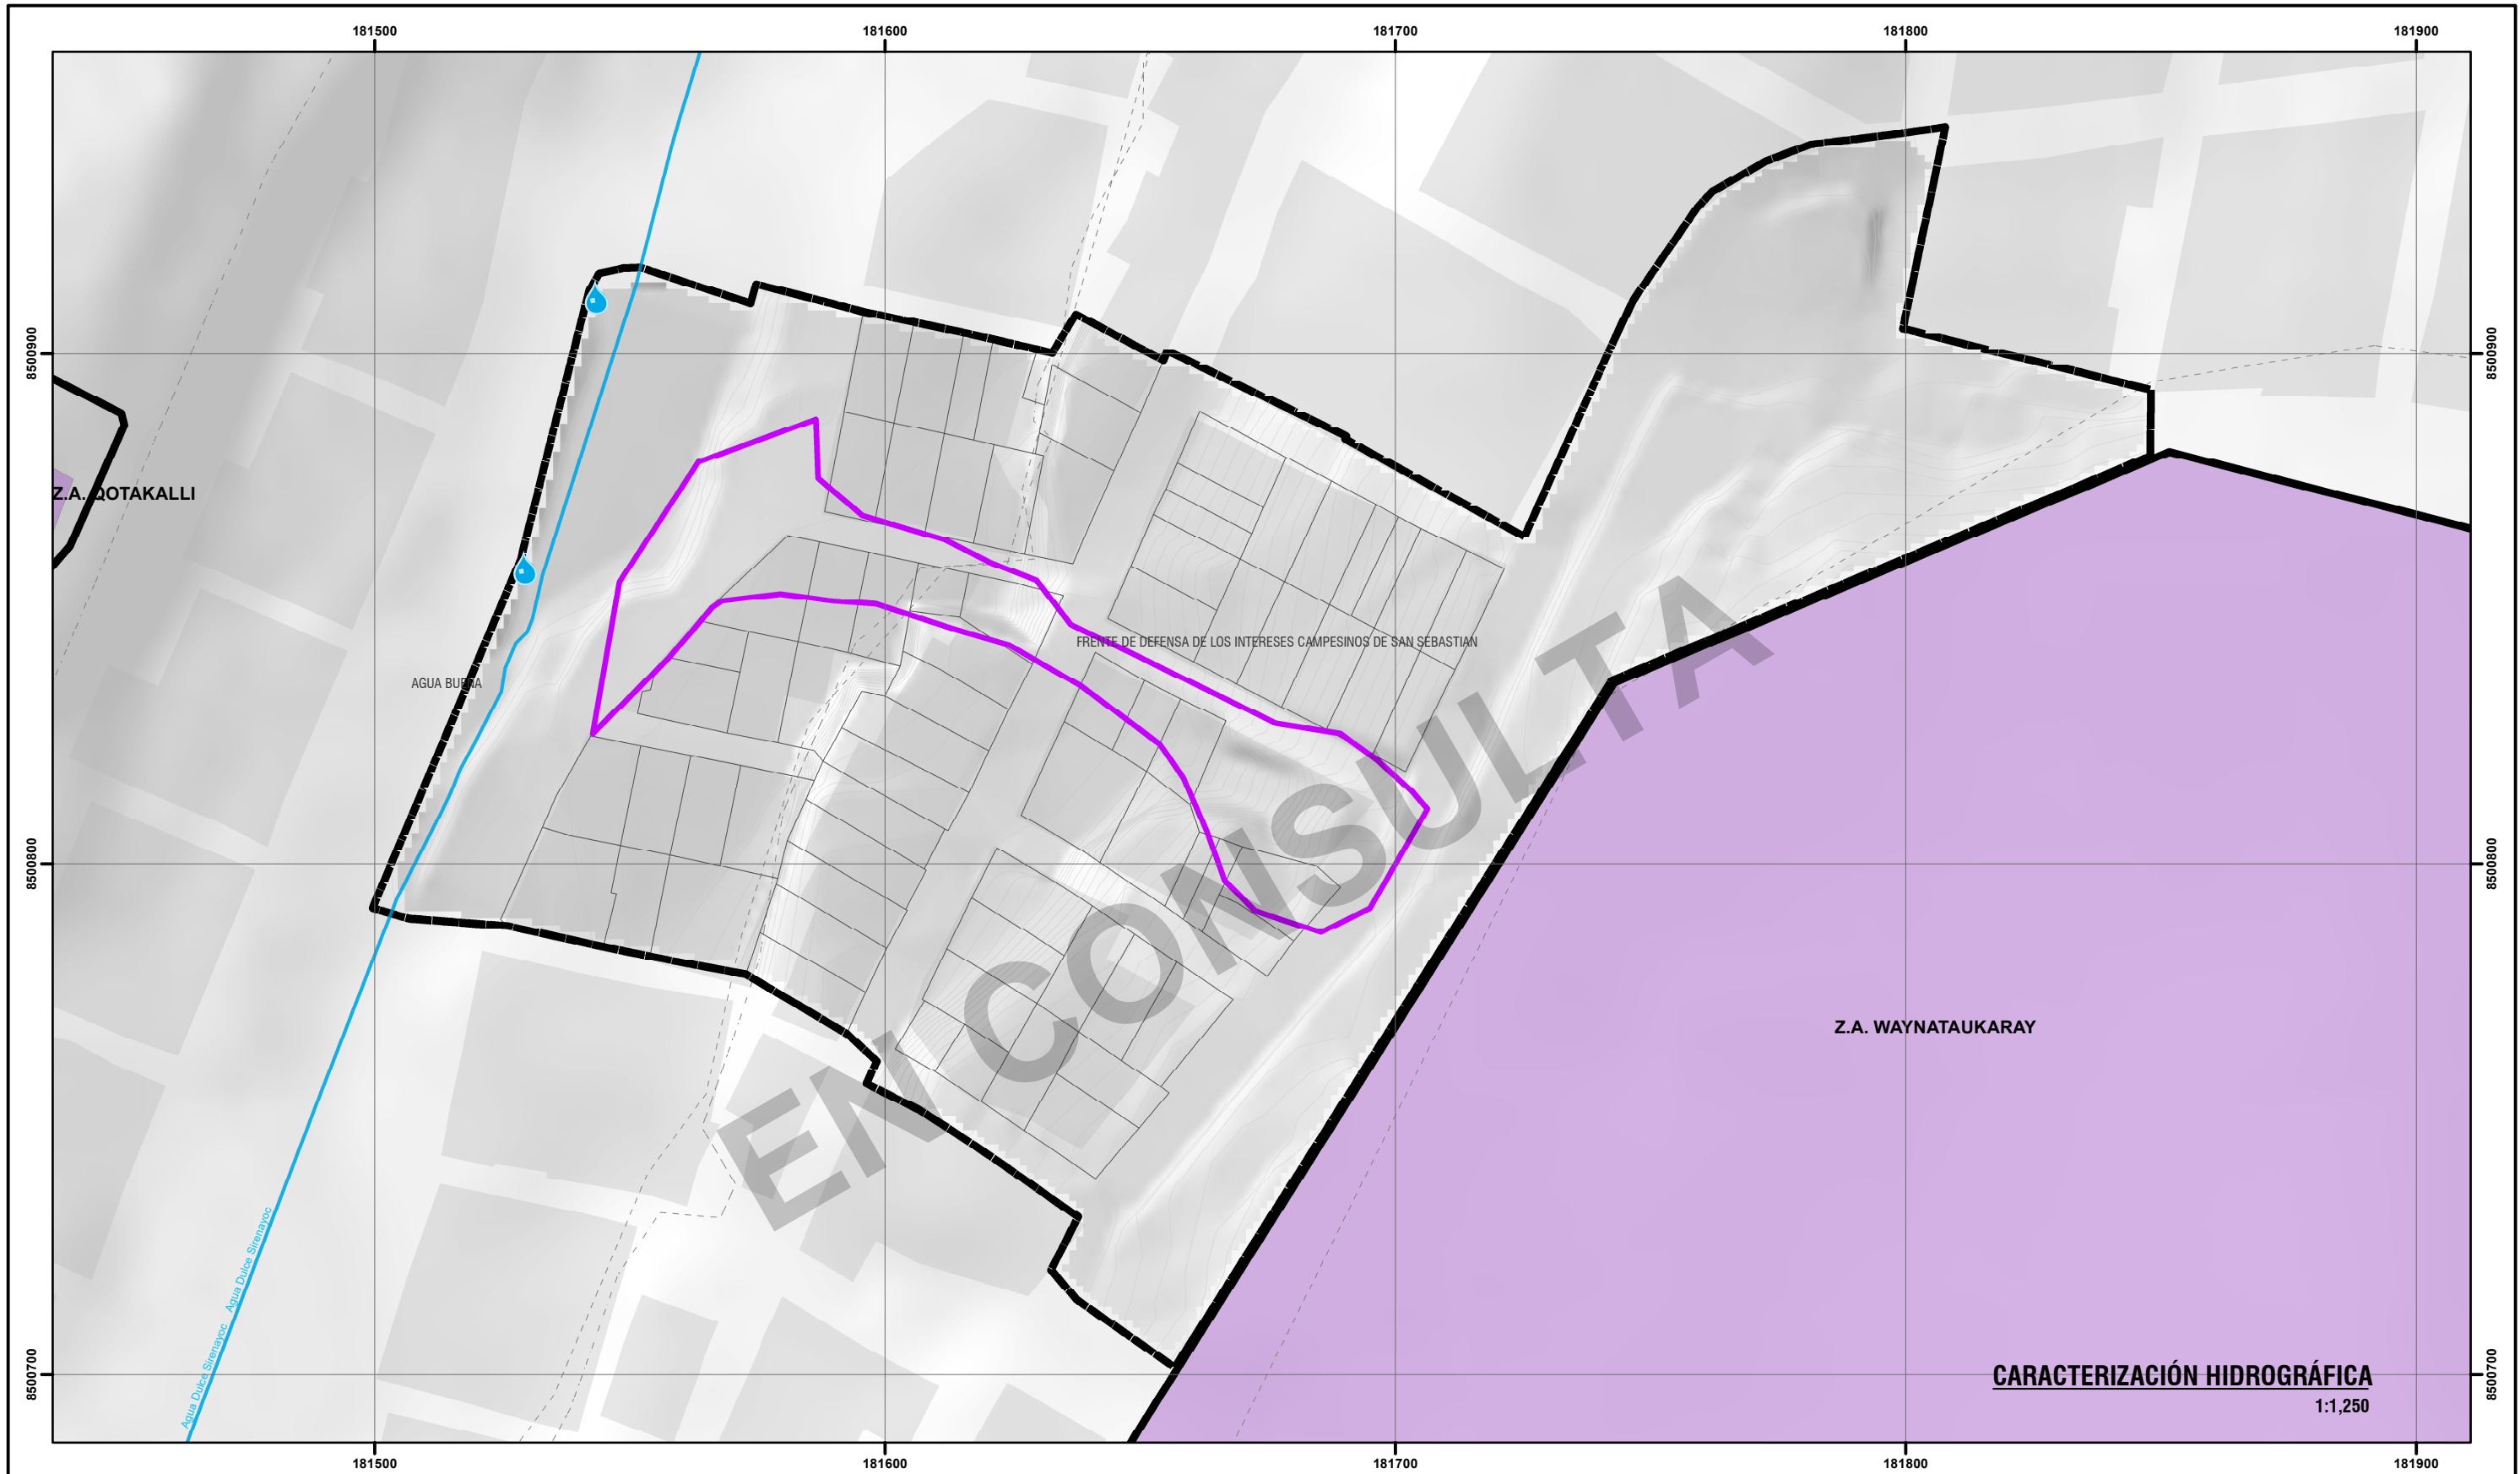 181500
181600
181700
181800
181900
8500900
8500900
Z.A. QOTAKALLI
FRENTE DE DEFENSA DE LOS INTERESES CAMPESINOS DE SAN SEBASTIAN
AGUA BUENA
8500800
8500800
EN CONSULTA
Z.A. WAYNATAUKARAY
Agua Dulce Sirenayoc
Agua Dulce Sirenayoc
8500700
8500700
CARACTERIZACIÓN HIDROGRÁFICA
1:1,250
181500
181600
181700
181800
181900